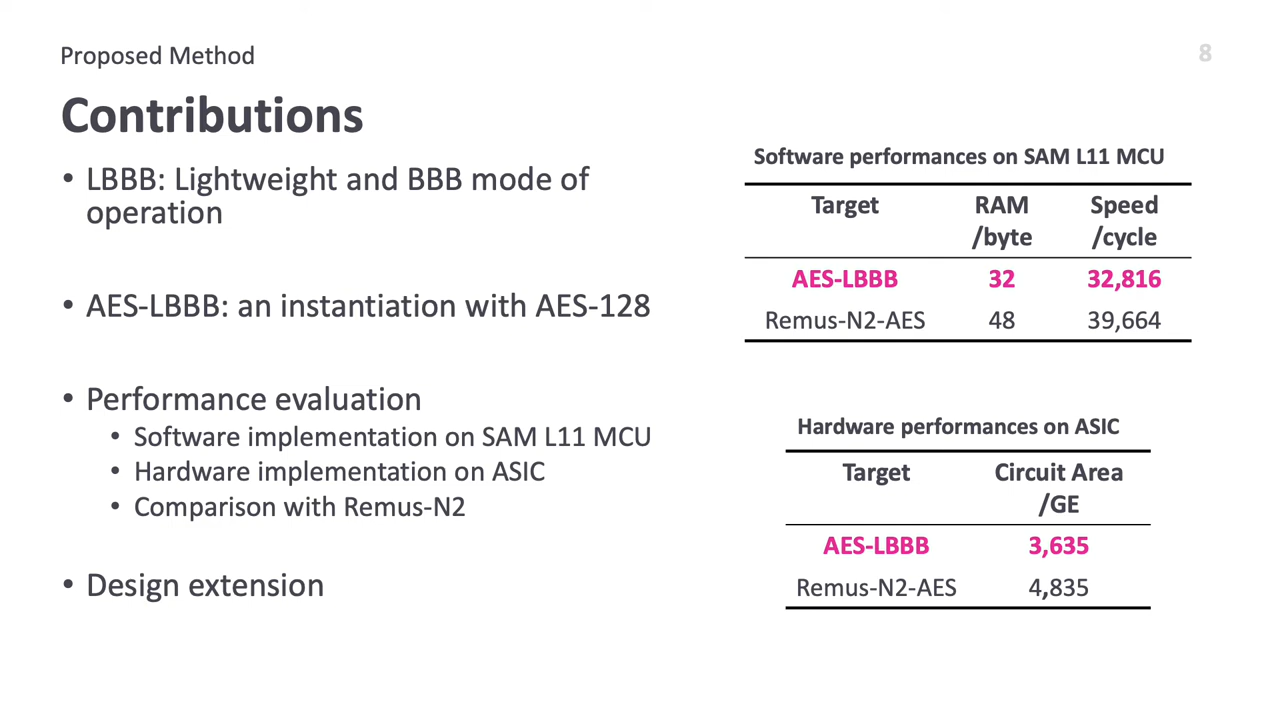 Proposed Method
8
Contributions
• LBBB: Lightweight and BBB mode of
operation
• AES-LBBB: an instantiation with AES-128
• Performance evaluation
• Software implementation on SAM L11 MCU
• Hardware implementation on ASIC
• Comparison with Remus-N2
• Design extension
Software performances on SAM L11 MCU
Target RAM Speed
/byte /cycle
AES-LBBB 32 32,816
Remus-N2-AES 48 39,664
Hardware performances on ASIC
Target Circuit Area
/GE
AES-LBBB 3,635
Remus-N2-AES 4,835